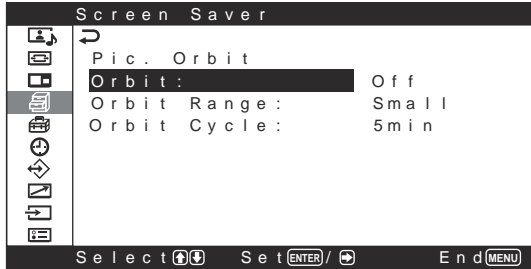 Screen Saver
Pic. Orbit
Orbit: Off
Orbit Range: Small
Orbit Cycle: 5min
Select Set ENTER / End MENU